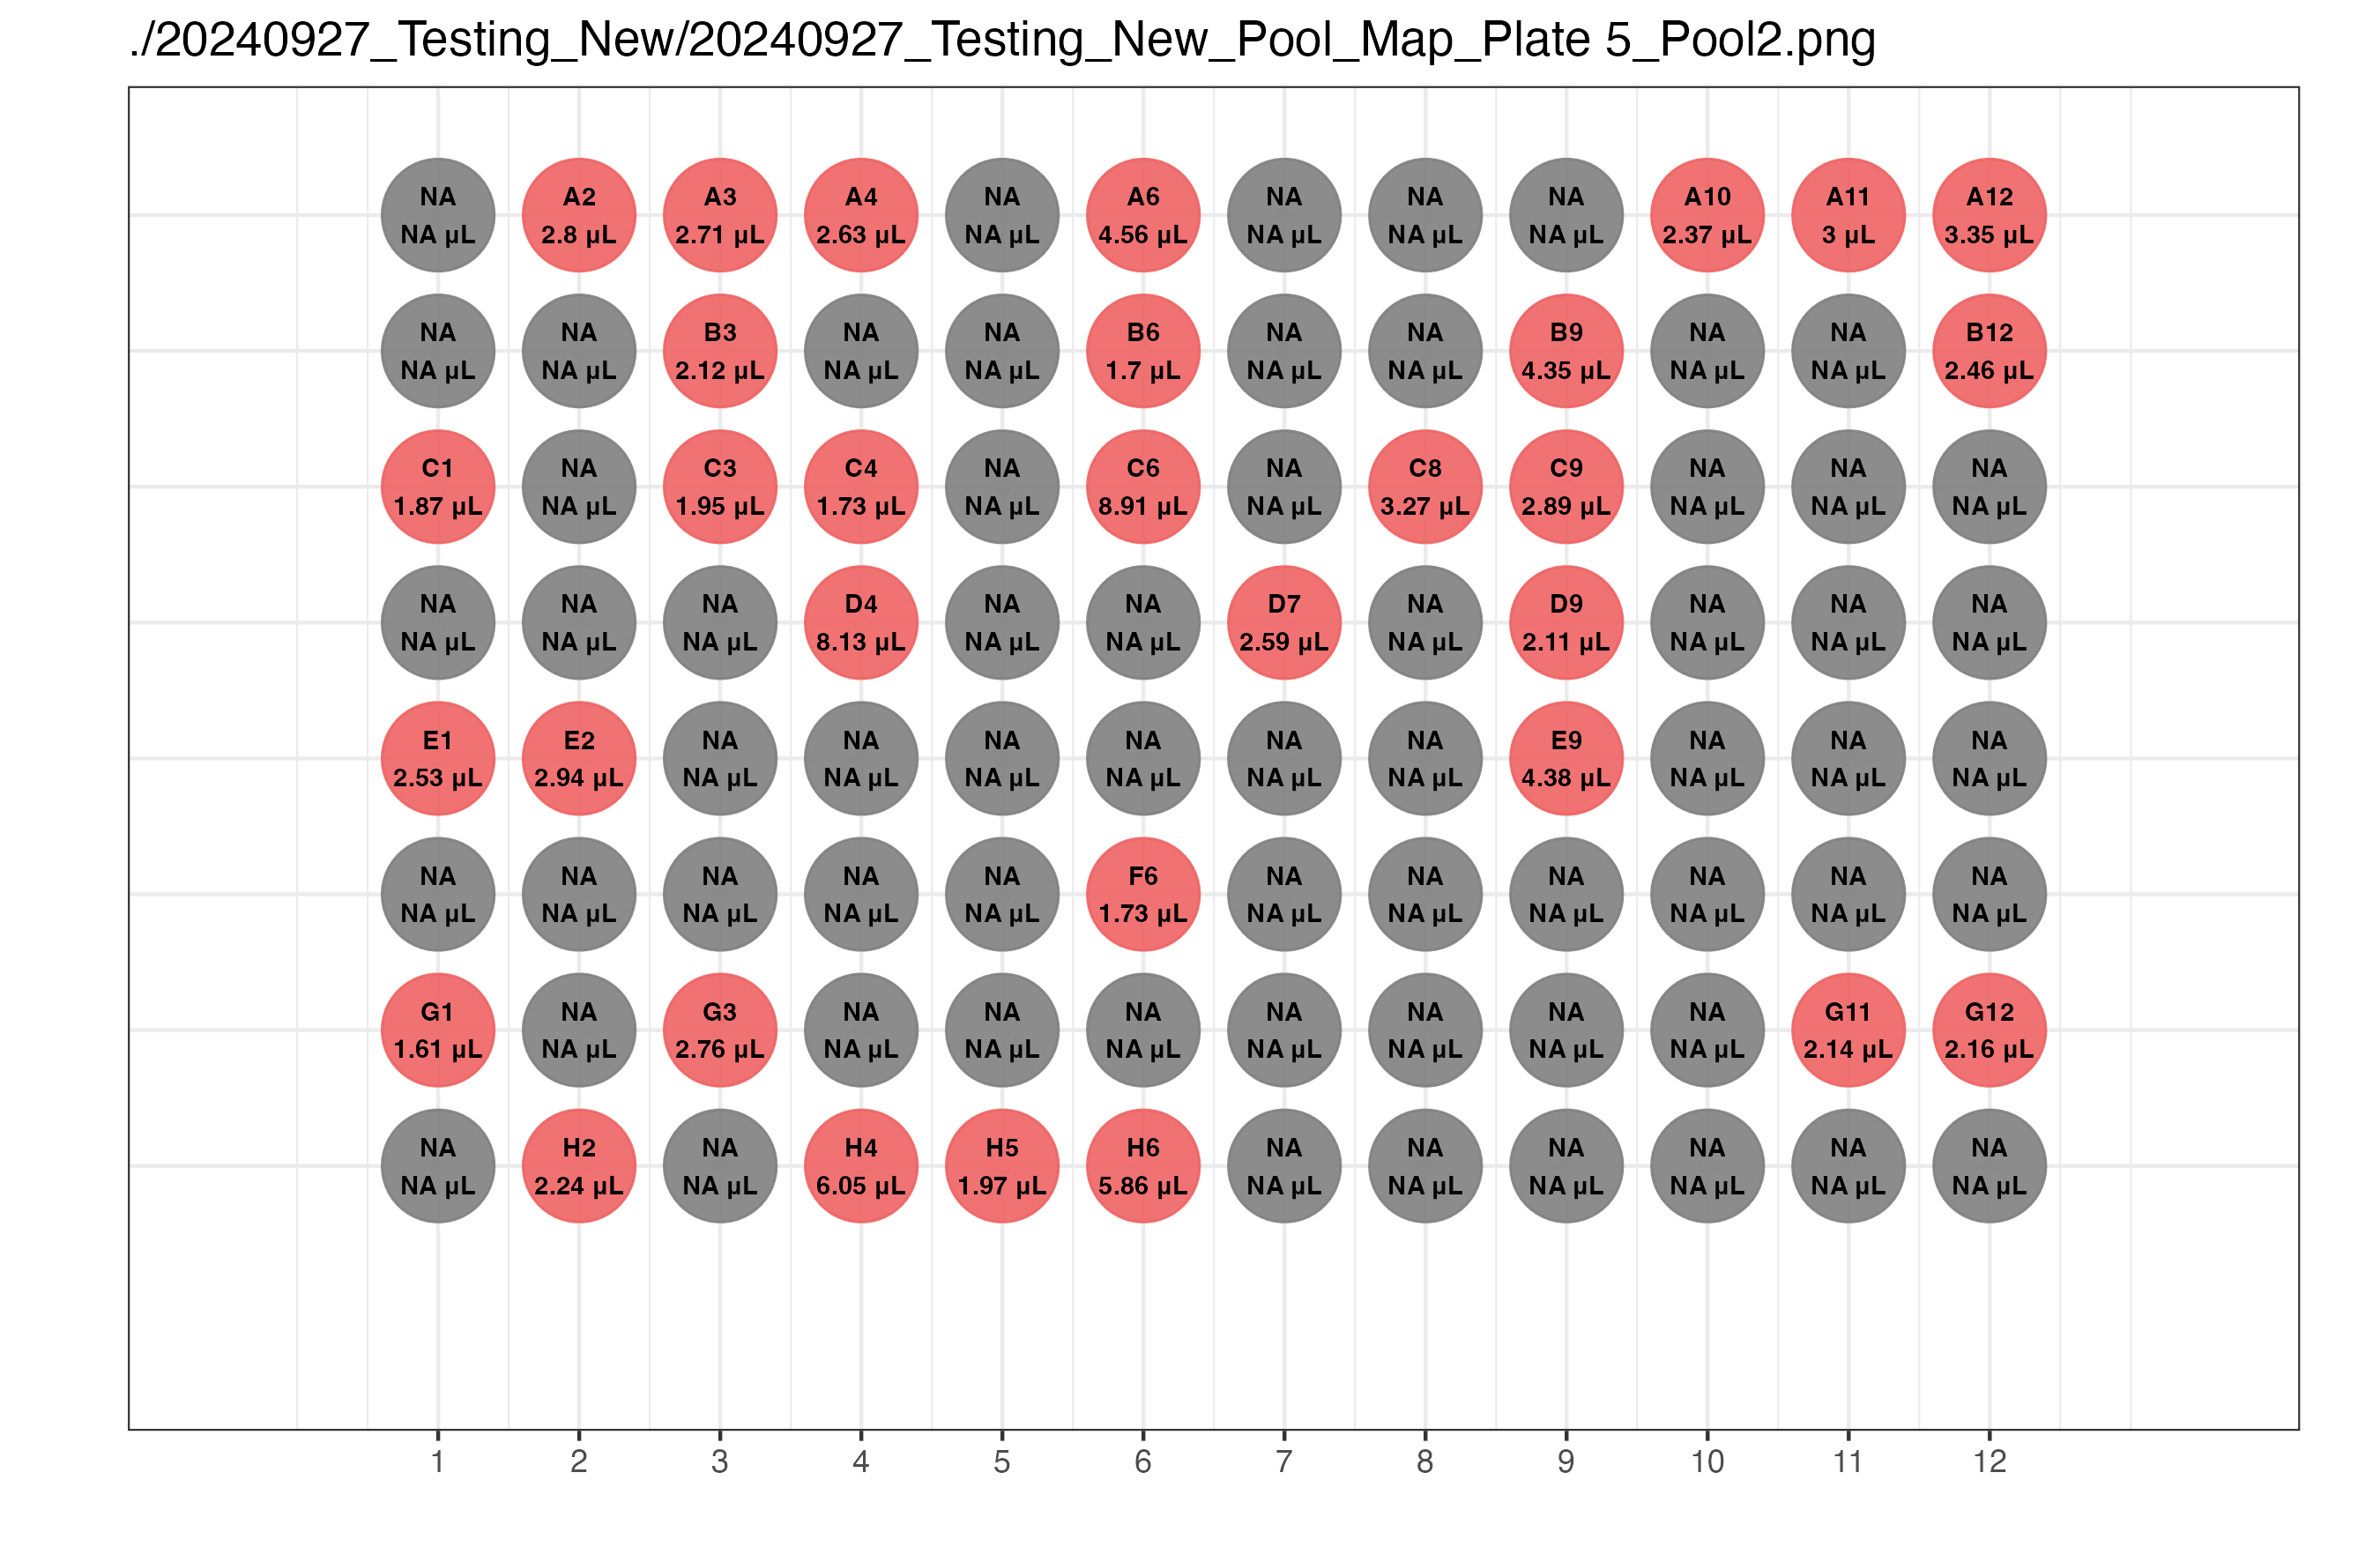 ./20240927_Testing_New/20240927_Testing_New_Pool_Map_Plate 5_Pool2.png
NA A2 A3 A4 NA A6 NA NA NA A10 A11 A12
NA µL 2.8 µL 2.71 µL 2.63 µL NA µL 4.56 µL NA µL NA µL NA µL 2.37 µL 3 µL 3.35 µL
NA NA B3 NA NA B6 NA NA B9 NA NA B12
NA µL NA µL 2.12 µL NA µL NA µL 1.7 µL NA µL NA µL 4.35 µL NA µL NA µL 2.46 µL
C1 NA C3 C4 NA C6 NA C8 C9 NA NA NA
1.87 µL NA µL 1.95 µL 1.73 µL NA µL 8.91 µL NA µL 3.27 µL 2.89 µL NA µL NA µL NA µL
NA NA NA D4 NA NA D7 NA D9 NA NA NA
NA µL NA µL NA µL 8.13 µL NA µL NA µL 2.59 µL NA µL 2.11 µL NA µL NA µL NA µL
E1 E2 NA NA NA NA NA NA E9 NA NA NA
2.53 µL 2.94 µL NA µL NA µL NA µL NA µL NA µL NA µL 4.38 µL NA µL NA µL NA µL
NA NA NA NA NA F6 NA NA NA NA NA NA
NA µL NA µL NA µL NA µL NA µL 1.73 µL NA µL NA µL NA µL NA µL NA µL NA µL
G1 NA G3 NA NA NA NA NA NA NA G11 G12
1.61 µL NA µL 2.76 µL NA µL NA µL NA µL NA µL NA µL NA µL NA µL 2.14 µL 2.16 µL
NA H2 NA H4 H5 H6 NA NA NA NA NA NA
NA µL 2.24 µL NA µL 6.05 µL 1.97 µL 5.86 µL NA µL NA µL NA µL NA µL NA µL NA µL
1 2 3 4 5 6 7 8 9 10 11 12